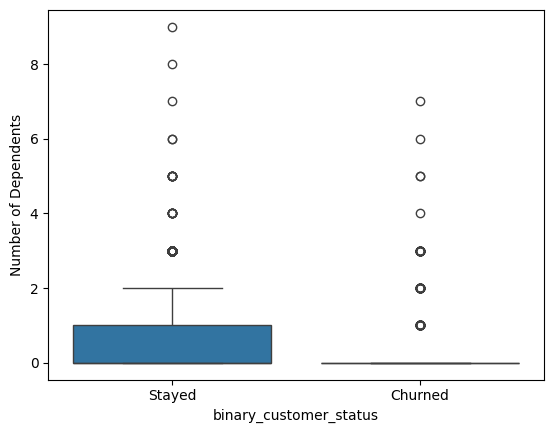 8
6
4
2
0
Number of Dependents
Stayed Churned
binary_customer_status